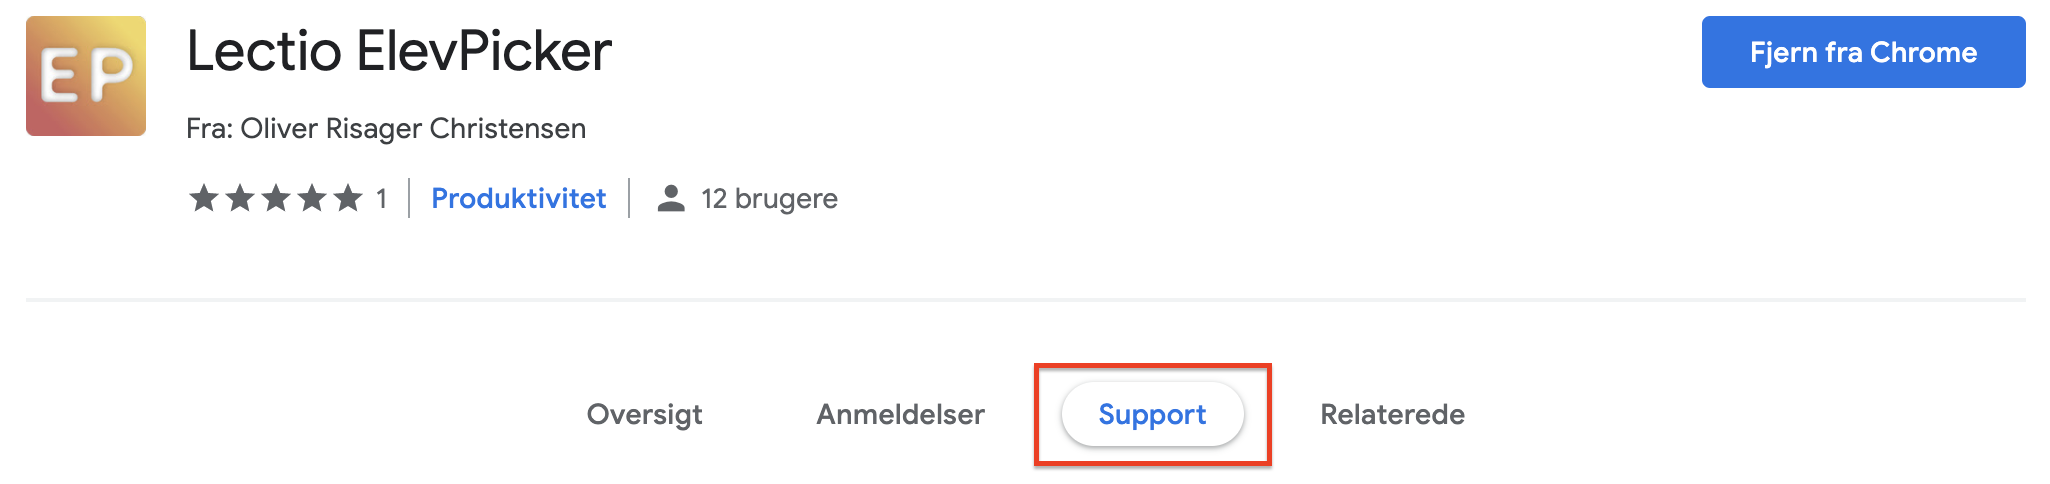 EP
Lectio ElevPicker
Fjern fra Chrome
Fra: Oliver Risager Christensen
1 Produktivitet 12 brugere
Oversigt Anmeldelser Support Relaterede